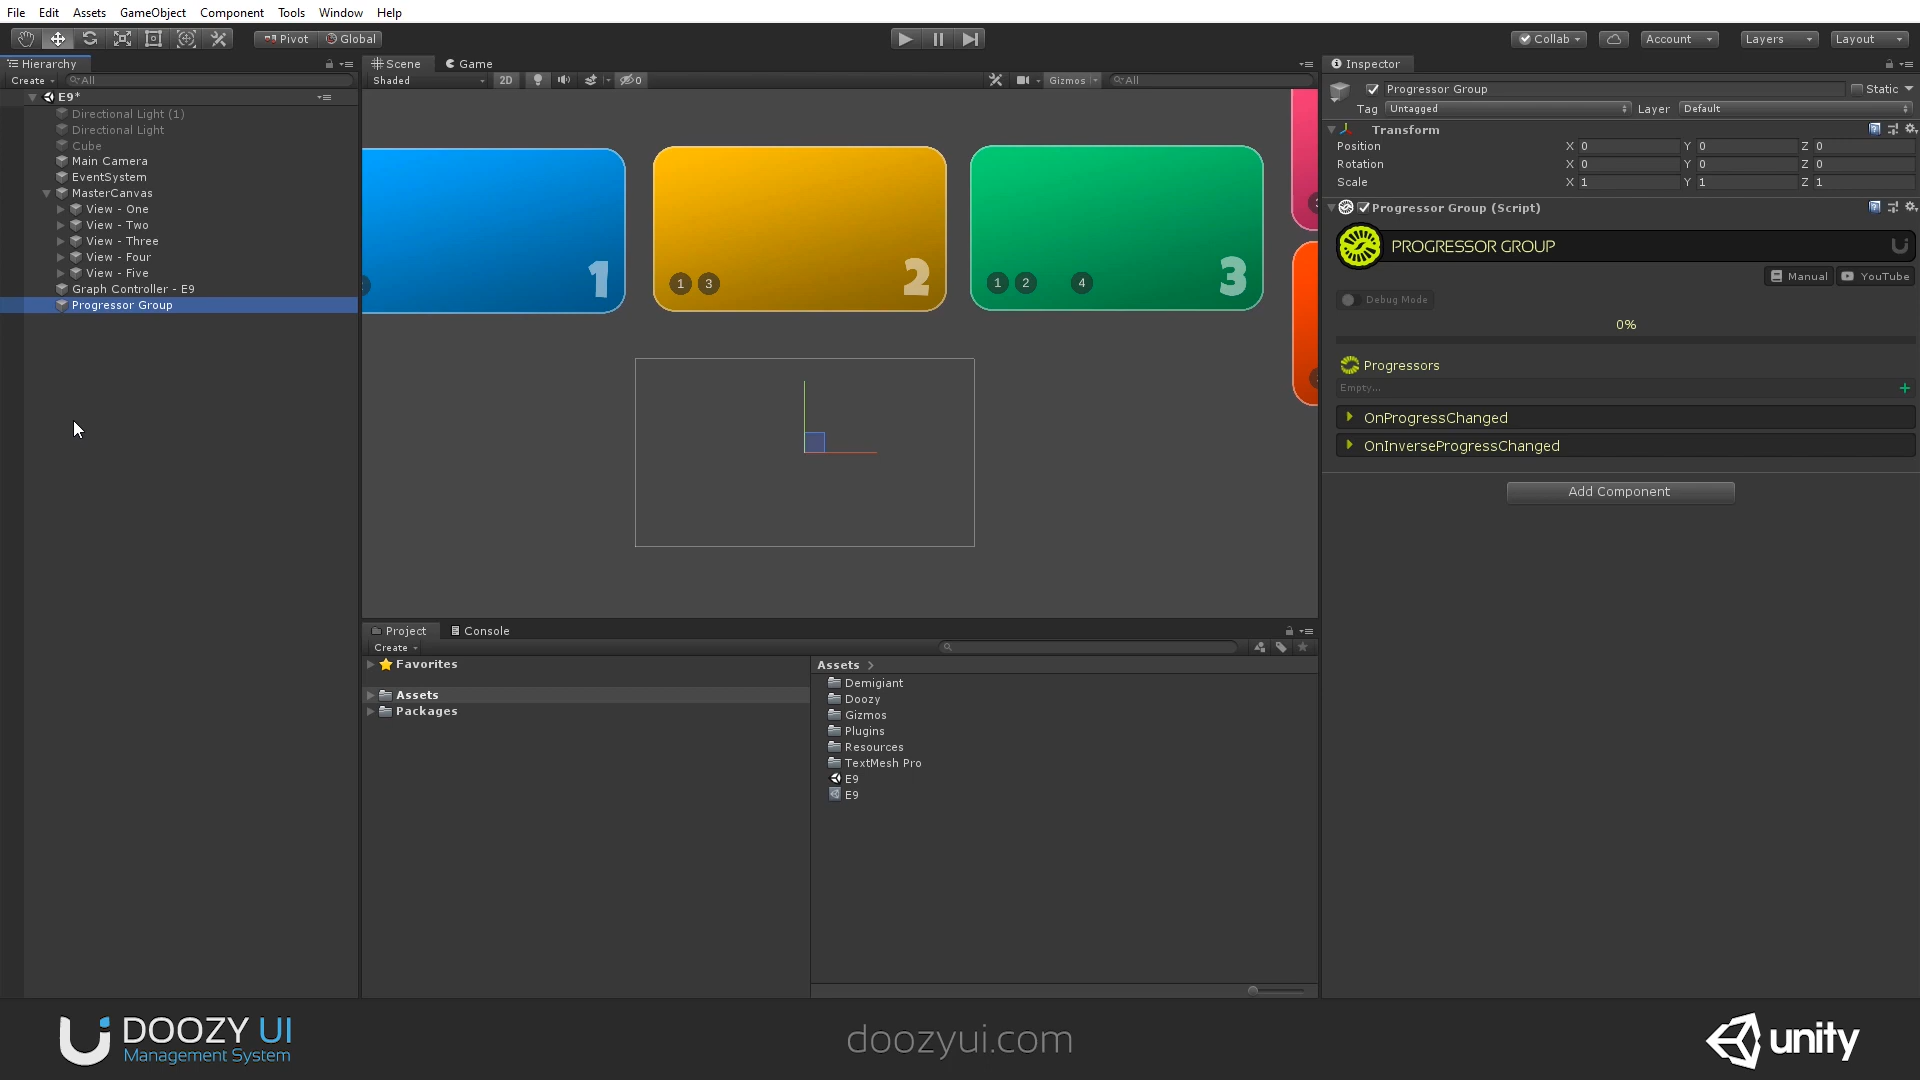 File Edit Assets GameObject Component Tools Window Help
Pivot Global Collab Account Layers Layout
Hierarchy
Create All
E9*
Directional Light (1)
Directional Light
Cube
Main Camera
EventSystem
MasterCanvas
View - One
View - Two
View - Three
View - Four
View - Five
Graph Controller - E9
Progressor Group
Scene Game
Shaded 2D 0 Gizmos All
1
1 3 2
1 2 4 3
Project Console
Create
Favorites
Assets
Packages
Assets
Demigiant
Doozy
Gizmos
Plugins
Resources
TextMesh Pro
E9
E9
Inspector
Progressor Group Static
Tag Untagged Layer Default
Transform
Position X 0 Y 0 Z 0
Rotation X 0 Y 0 Z 0
Scale X 1 Y 1 Z 1
Progressor Group (Script)
PROGRESSOR GROUP
Manual YouTube
Debug Mode
0%
Progressors
Empty...
OnProgressChanged
OnInverseProgressChanged
Add Component
DOOZY UI
Management System
doozyui.com
unity